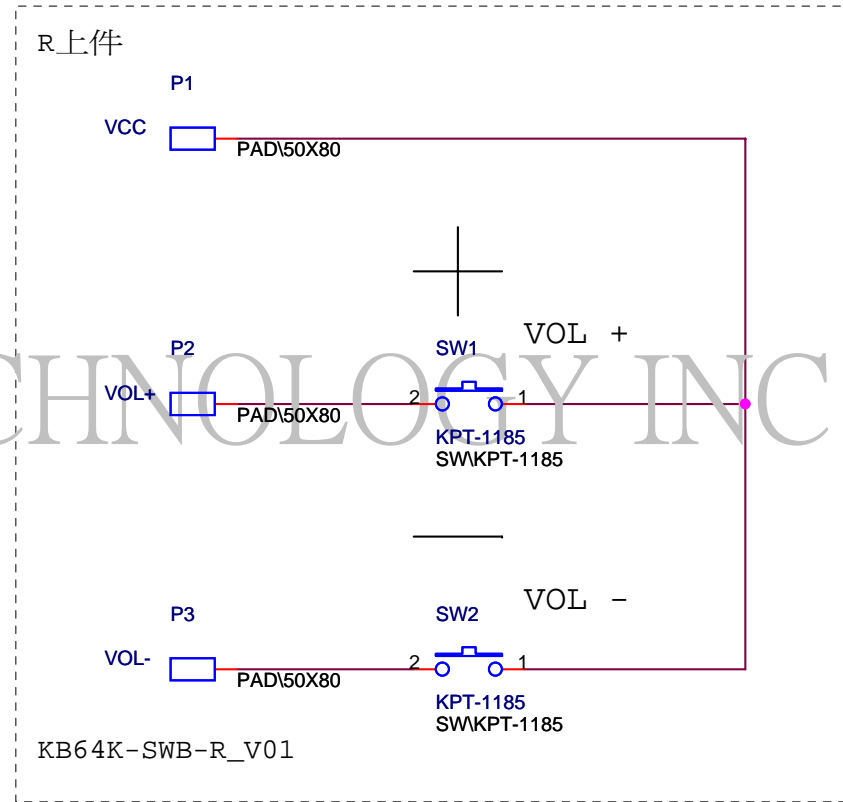 R上件
P1
VCC
PAD\50X80
VOL +
P2
SW1
VOL+
PAD\50X80
2
1
KPT-1185
SW\KPT-1185
CHNOLOGY INC
VOL -
P3
SW2
VOL-
PAD\50X80
2
1
KPT-1185
SW\KPT-1185
KB64K-SWB-R_V01